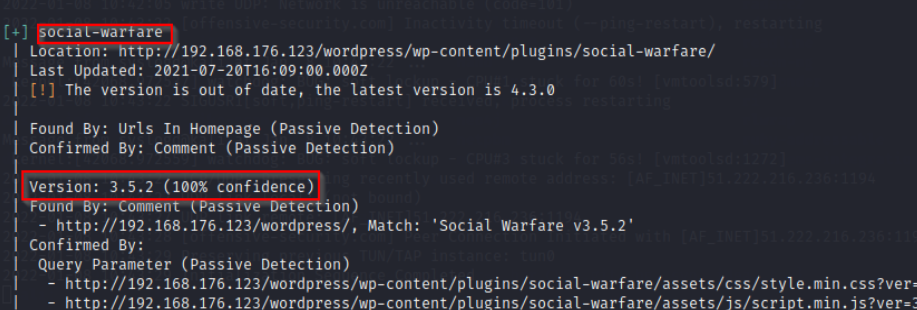 [+] social-warfare
| Location: http://192.168.176.123/wordpress/wp-content/plugins/social-warfare/
| Last Updated: 2021-07-20T16:09:00.000Z
| [!] The version is out of date, the latest version is 4.3.0
|
| Found By: Urls In Homepage (Passive Detection)
| Confirmed By: Comment (Passive Detection)
|
| Version: 3.5.2 (100% confidence)
| Found By: Comment (Passive Detection)
|  - http://192.168.176.123/wordpress/, Match: 'Social Warfare v3.5.2'
| Confirmed By:
|  Query Parameter (Passive Detection)
|   - http://192.168.176.123/wordpress/wp-content/plugins/social-warfare/assets/css/style.min.css?ver=
|   - http://192.168.176.123/wordpress/wp-content/plugins/social-warfare/assets/js/script.min.js?ver=3